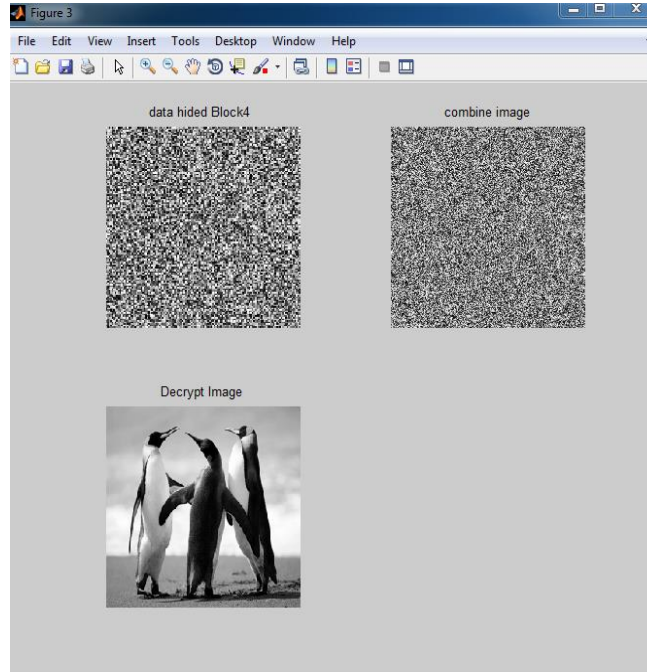 Figure 3
File Edit View Insert Tools Desktop Window Help
data hided Block4
combine image
Decrypt Image